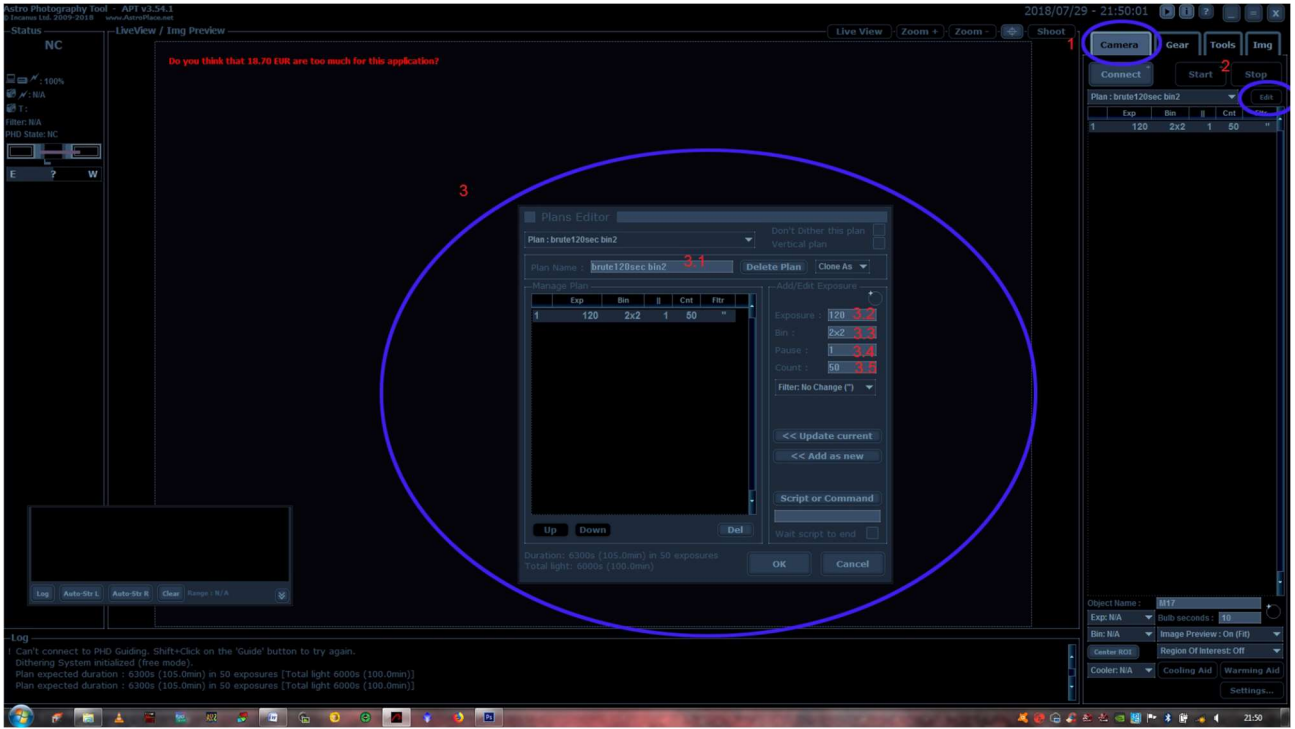 Astro Photography Tool - APT v3.54.1
© Incanus Ltd. 2009-2018 www.AstroPlace.net
2018/07/29 - 21:50:01
Status
NC
: 100%
: N/A
T :
Filter: N/A
PHD State: NC
E ? W
LiveView / Img Preview
Live View Zoom + Zoom - Shoot
Do you think that 18.70 EUR are too much for this application?
1
Camera Gear Tools Img
2
Connect Start Stop
Plan : brute120sec bin2 Edit
Exp Bin || Cnt Fltr
1 120 2x2 1 50 "
3
Plans Editor
Plan : brute120sec bin2
Don't Dither this plan
Vertical plan
Plan Name : brute120sec bin2 3.1 Delete Plan Clone As
Manage Plan
Exp Bin || Cnt Fltr
1 120 2x2 1 50 "
Up Down Del
Add/Edit Exposure
Exposure : 120 3.2
Bin : 2x2 3.3
Pause : 1 3.4
Count : 50 3.5
Filter: No Change (")
<< Update current
<< Add as new
Script or Command
Wait script to end
Duration: 6300s (105.0min) in 50 exposures
Total light: 6000s (100.0min)
OK Cancel
Log Auto-Str L Auto-Str R Clear Range : N/A
Object Name : M17
Exp: N/A Bulb seconds : 10
Bin: N/A Image Preview : On (Fit)
Center ROI Region Of Interest: Off
Cooler: N/A Cooling Aid Warming Aid
Settings...
Log
! Can't connect to PHD Guiding. Shift+Click on the 'Guide' button to try again.
Dithering System initialized (free mode).
Plan expected duration : 6300s (105.0min) in 50 exposures [Total light 6000s (100.0min)]
Plan expected duration : 6300s (105.0min) in 50 exposures [Total light 6000s (100.0min)]
21:50